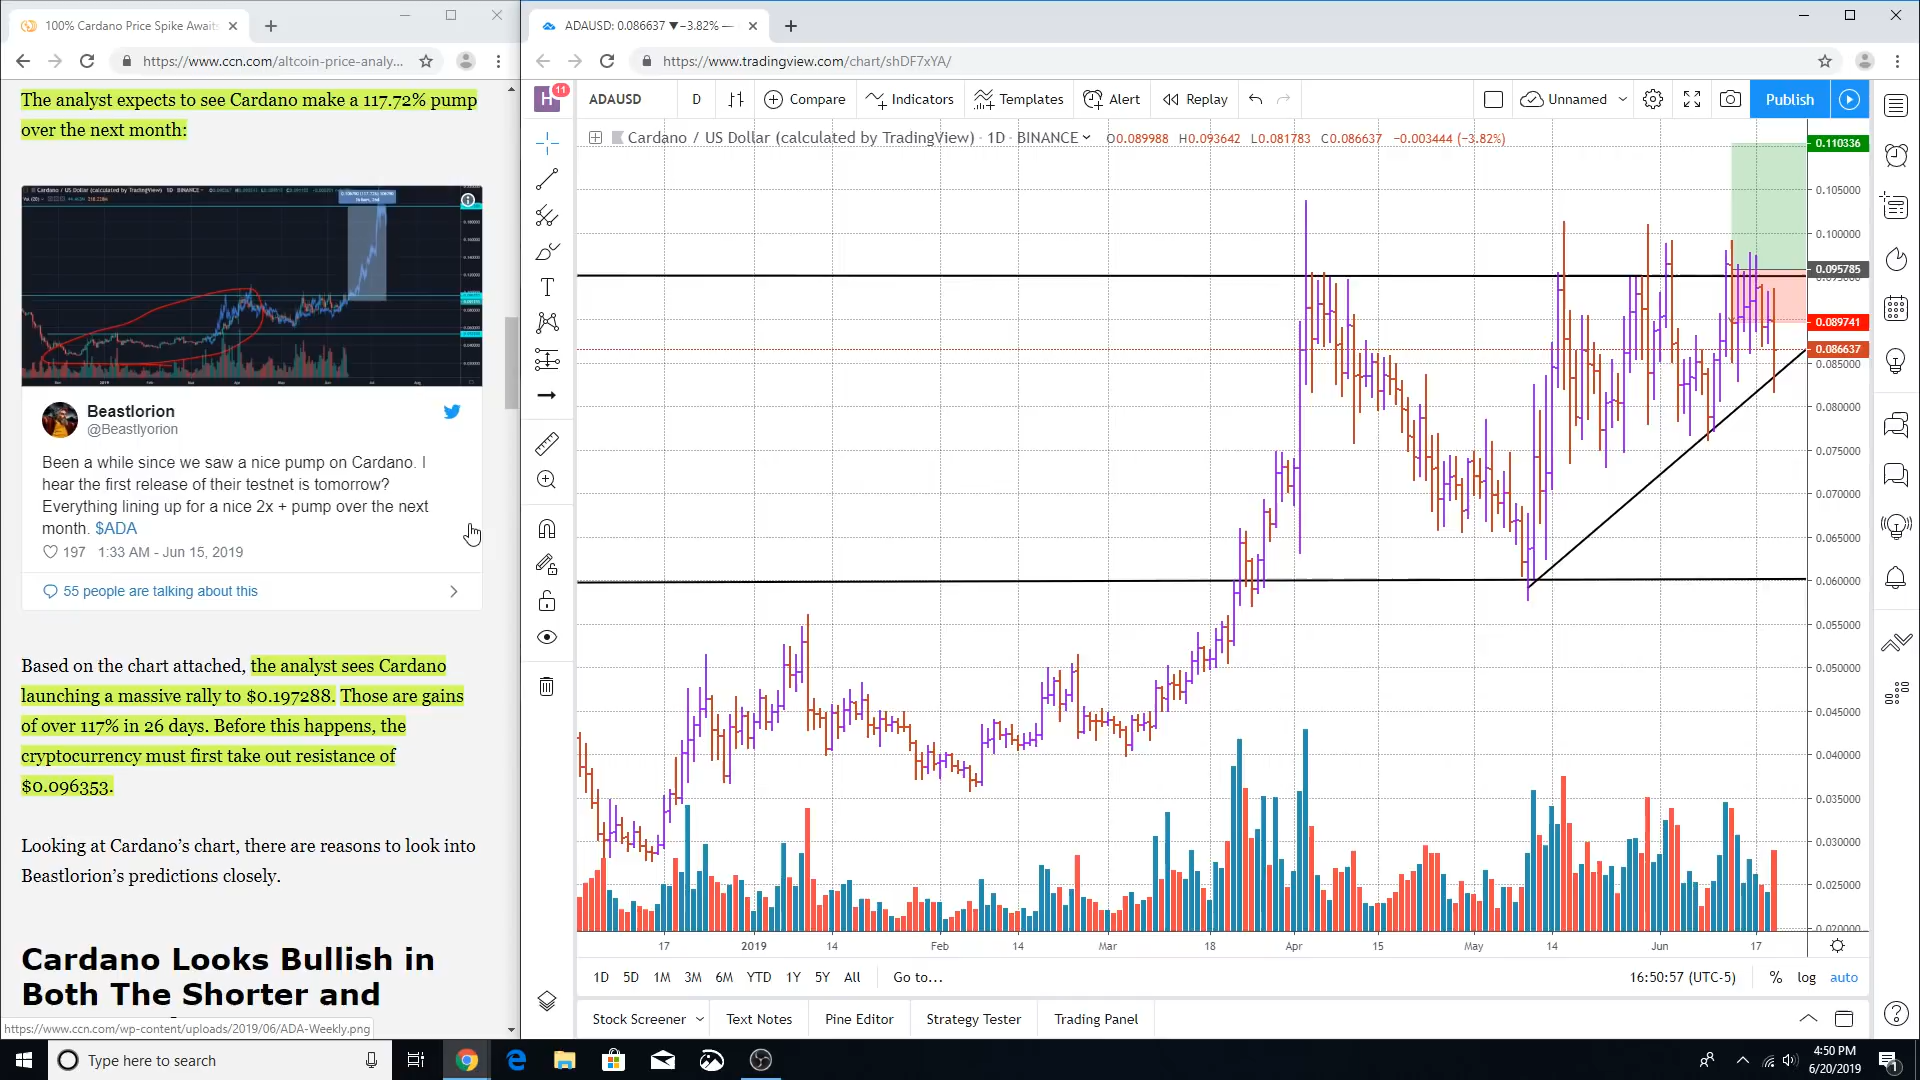 100% Cardano Price Spike Await
https://www.ccn.com/altcoin-price-analy...
The analyst expects to see Cardano make a 117.72% pump
over the next month:
Cardano / US Dollar (calculated by TradingView)
Beastlorion
@Beastlyorion
Been a while since we saw a nice pump on Cardano. I
hear the first release of their testnet is tomorrow?
Everything lining up for a nice 2x + pump over the next
month. $ADA
197 1:33 AM - Jun 15, 2019
55 people are talking about this
Based on the chart attached, the analyst sees Cardano
launching a massive rally to $0.197288. Those are gains
of over 117% in 26 days. Before this happens, the
cryptocurrency must first take out resistance of
$0.096353.
Looking at Cardano’s chart, there are reasons to look into
Beastlorion’s predictions closely.
Cardano Looks Bullish in
Both The Shorter and
https://www.ccn.com/wp-content/uploads/2019/06/ADA-Weekly.png
ADAUSD: 0.086637 ▼−3.82% —
https://www.tradingview.com/chart/shDF7xYA/
H 11
ADAUSD D Compare Indicators Templates Alert Replay Unnamed Publish
Cardano / US Dollar (calculated by TradingView) · 1D · BINANCE O0.089988 H0.093642 L0.081783 C0.086637 −0.003444 (−3.82%)
0.110336
0.105000
0.100000
0.095785
0.089741
0.086637
0.085000
0.080000
0.075000
0.070000
0.065000
0.060000
0.055000
0.050000
0.045000
0.040000
0.035000
0.030000
0.025000
0.020000
17 2019 14 Feb 14 Mar 18 Apr 15 May 14 Jun 17
1D 5D 1M 3M 6M YTD 1Y 5Y All Go to... 16:50:57 (UTC-5) % log auto
Stock Screener Text Notes Pine Editor Strategy Tester Trading Panel
Type here to search
4:50 PM
6/20/2019
1